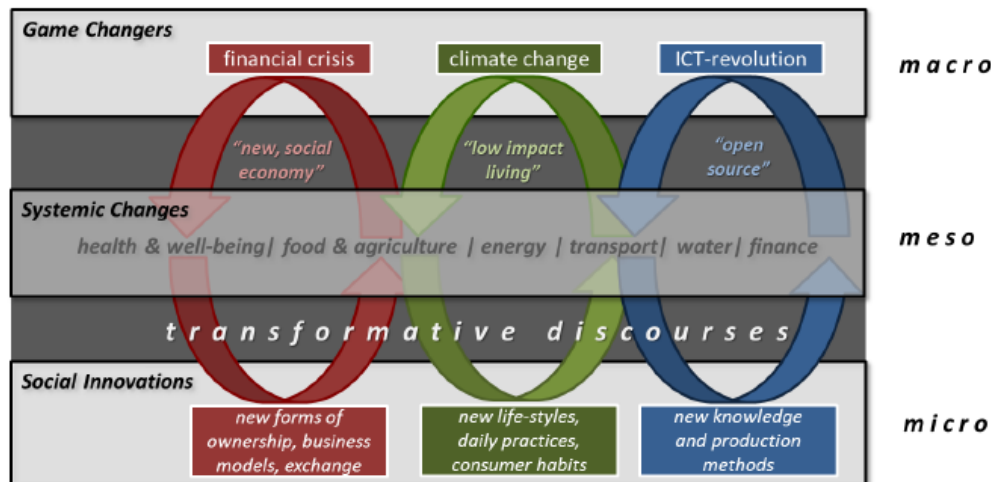 Game Changers
financial crisis
climate change
ICT-revolution
macro
"new, social
economy"
"low impact
living"
"open
source"
Systemic Changes
health & well-being| food & agriculture | energy | transport| water| finance
meso
transformative discourses
Social Innovations
new forms of
ownership, business
models, exchange
new life-styles,
daily practices,
consumer habits
new knowledge
and production
methods
micro